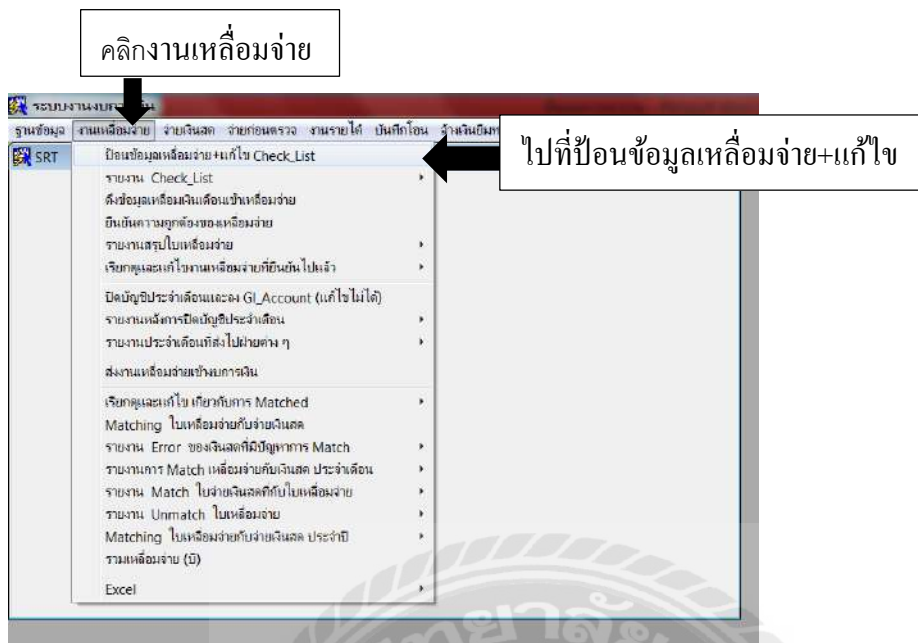 คลิกงานเหลื่อมจ่าย
ระบบงานงบการเงิน
ฐานข้อมูล งานเหลื่อมจ่าย จ่ายเงินสด จ่ายก่อนตรวจ งานรายได้ บันทึกโอน
SRT
ไปที่ป้อนข้อมูลเหลื่อมจ่าย+แก้ไข
ป้อนข้อมูลเหลื่อมจ่าย+แก้ไข Check_List
รายงาน Check_List
ดึงข้อมูลเหลื่อมเงินเดือนเข้าเหลื่อมจ่าย
ยืนยันความถูกต้องของเหลื่อมจ่าย
รายงานสรุปใบเหลื่อมจ่าย
เรียกดูและแก้ไขงานเหลื่อมจ่ายที่ยืนยันไปแล้ว
ปิดบัญชีประจำเดือนและลง Gl_Account (แก้ไขไม่ได้)
รายงานหลังการปิดบัญชีประจำเดือน
รายงานประจำเดือนที่ส่งไปฝ่ายต่าง ๆ
ส่งงานเหลื่อมจ่ายเข้างบการเงิน
เรียกดูและแก้ไข เกี่ยวกับการ Matched
Matching ใบเหลื่อมจ่ายกับจ่ายเงินสด
รายงาน Error ของเงินสดที่มีปัญหาการ Match
รายงานการ Match เหลื่อมจ่ายกับเงินสด ประจำเดือน
รายงาน Match ใบจ่ายเงินสดที่กับใบเหลื่อมจ่าย
รายงาน Unmatch ใบเหลื่อมจ่าย
Matching ใบเหลื่อมจ่ายกับจ่ายเงินสด ประจำปี
รวมเหลื่อมจ่าย (ปี)
Excel